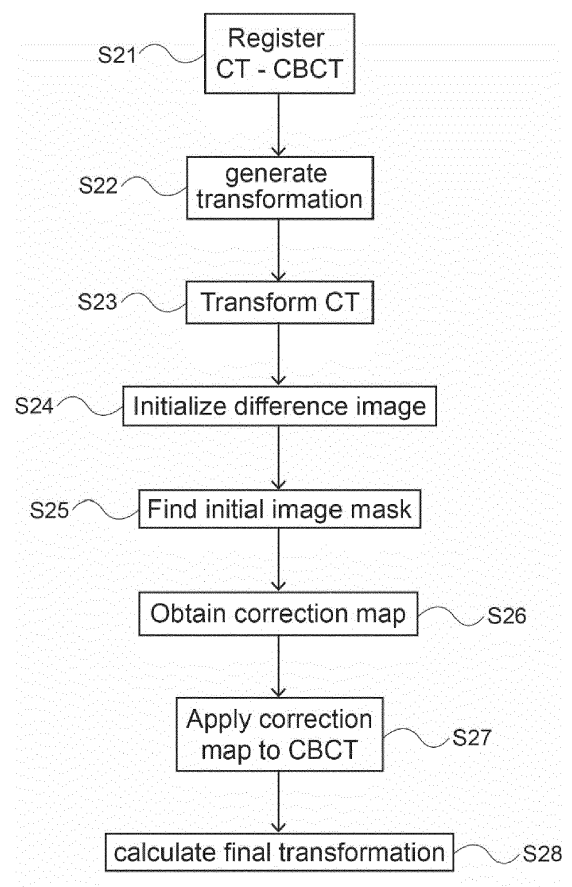 S21
Register
CT - CBCT
S22
generate
transformation
S23
Transform CT
S24
Initialize difference image
S25
Find initial image mask
Obtain correction map
S26
Apply correction
map to CBCT
S27
calculate final transformation
S28